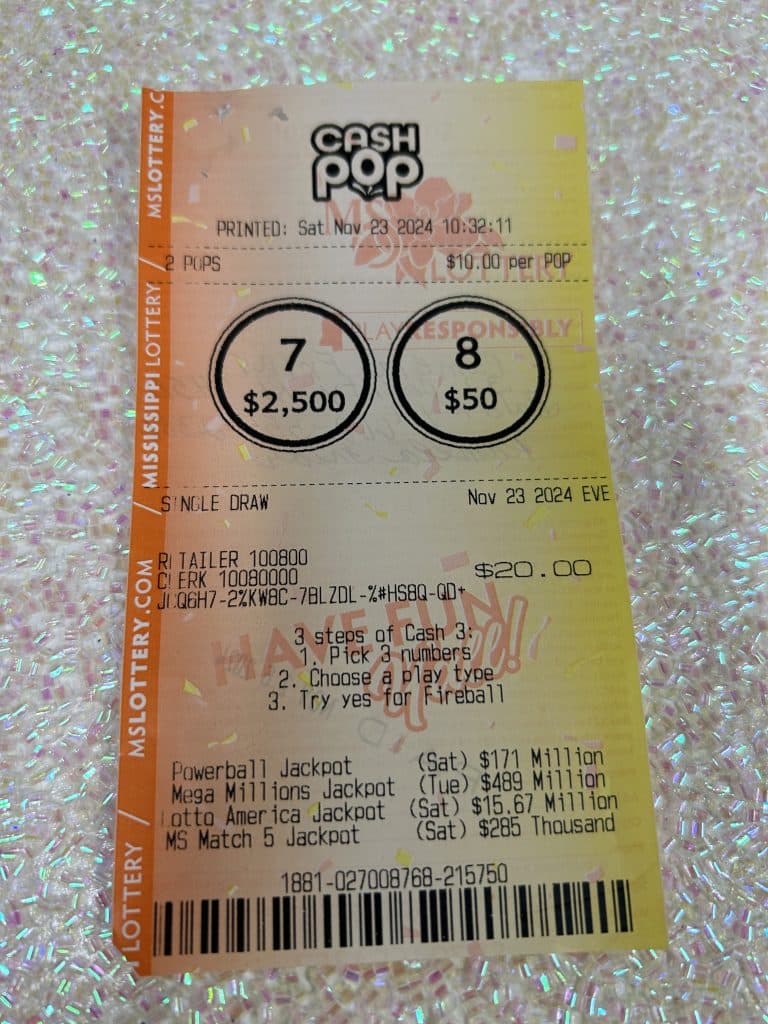 CASH
POP
PRINTED: Sat Nov 23 2024 10:32:11
2 POPS $10.00 per POP
MS
LOTTERY
PLAY RESPONSIBLY
7 8
$2,500 $50
SINGLE DRAW Nov 23 2024 EVE
RETAILER 100800
CLERK 10080000 $20.00
Q6H7-2%KW8C-7BLZDL-%#HS8Q-QD+
HAVE FUN
Y'all!
3 steps of Cash 3:
1. Pick 3 numbers
2. Choose a play type
3. Try yes for Fireball
Powerball Jackpot (Sat) $171 Million
Mega Millions Jackpot (Tue) $489 Million
Lotto America Jackpot (Sat) $15.67 Million
MS Match 5 Jackpot (Sat) $285 Thousand
1881-027008768-215750
LOTTERY / MSLOTTERY.COM / MISSISSIPPI LOTTERY / MSLOTTERY.C